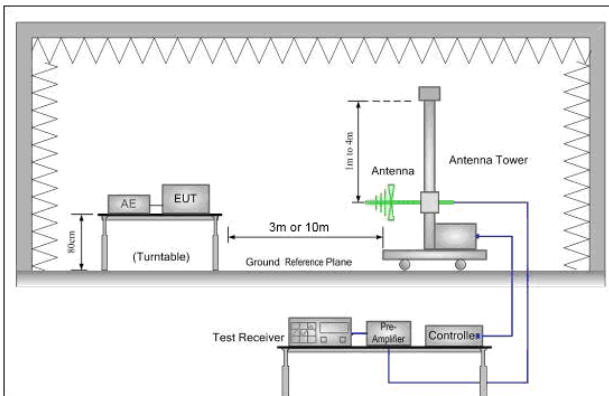 1m to 4m
Antenna
Antenna Tower
AE
EUT
80cm
(Turntable)
3m or 10m
Ground Reference Plane
Test Receiver
Pre-
Amplifier
Controller